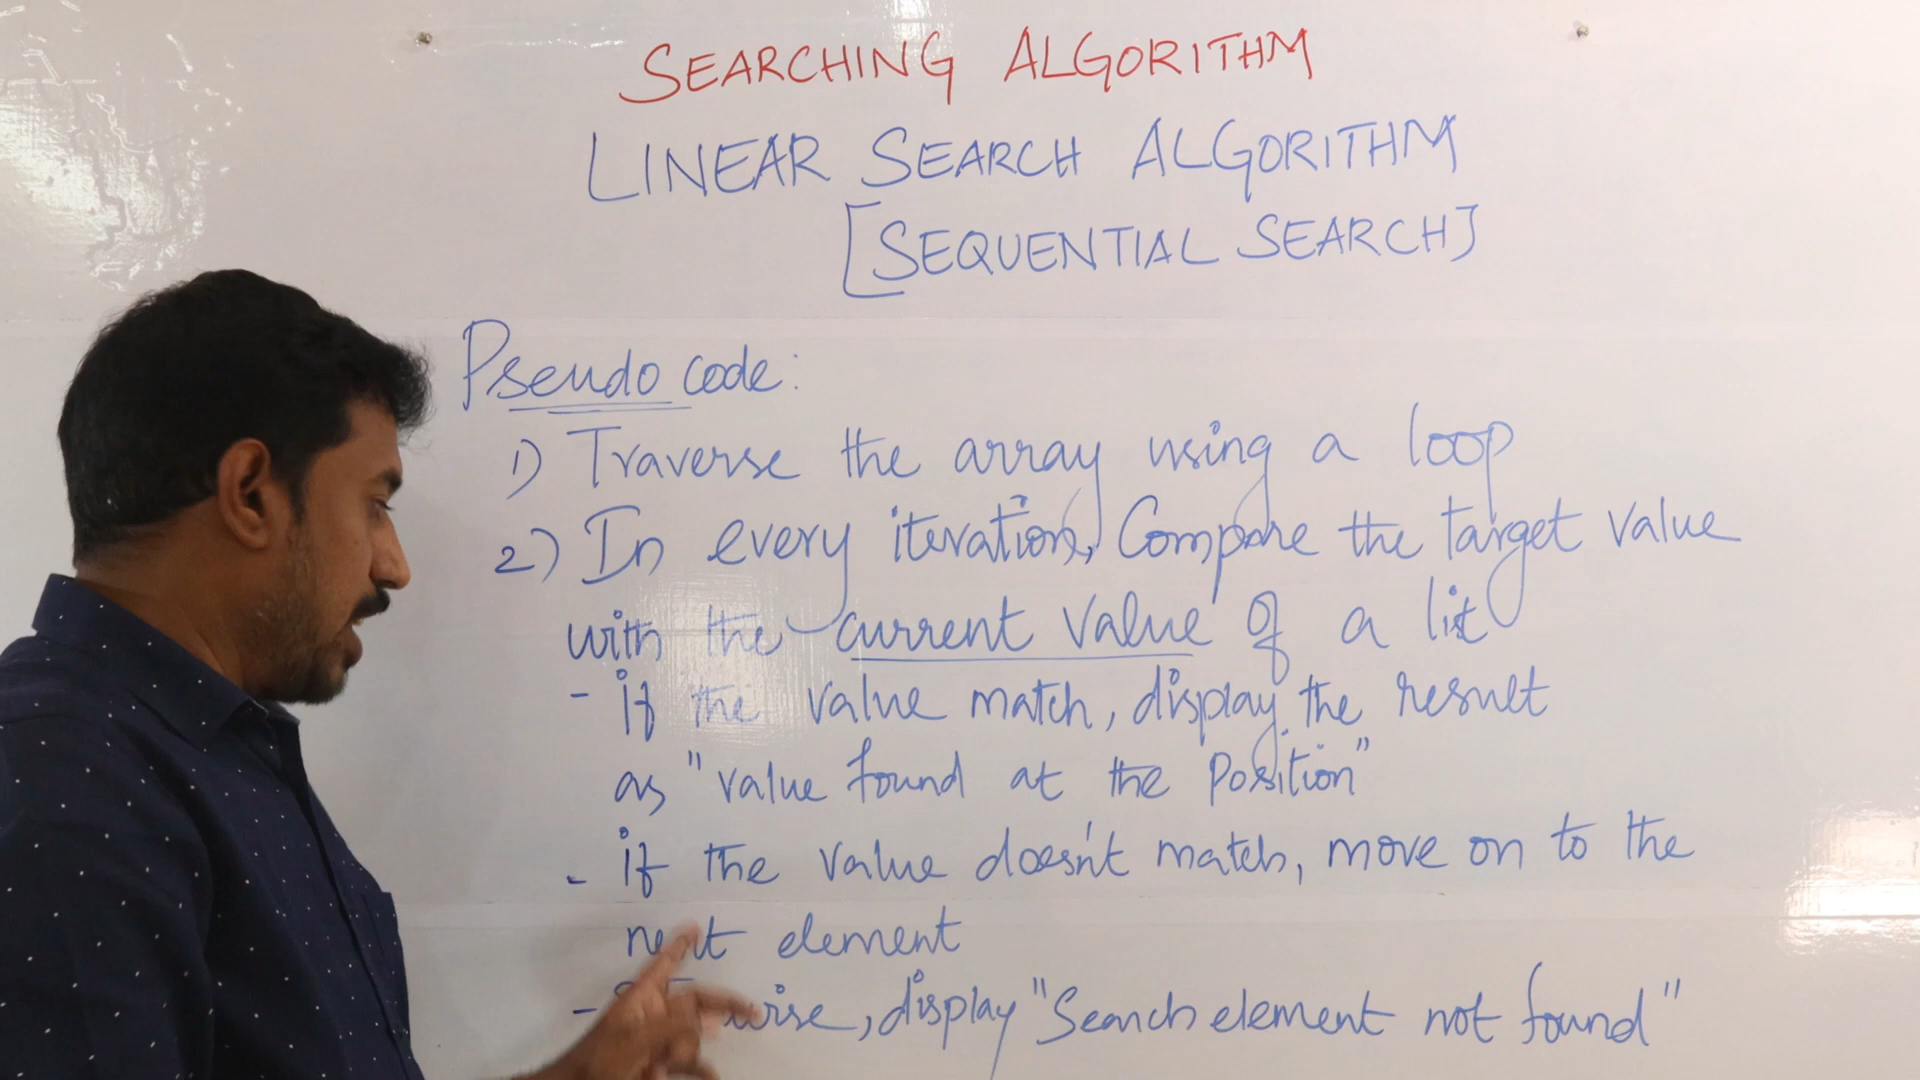 SEARCHING ALGORITHM
LINEAR SEARCH ALGORITHM
[SEQUENTIAL SEARCH]
Pseudo code:
1) Traverse the array using a loop
2) In every iteration, Compare the target value
with the current value of a list
- if the value match, display the result
as "value found at the position"
- if the value doesn't match, move on to the
next element
- wise, display "Search element not found"